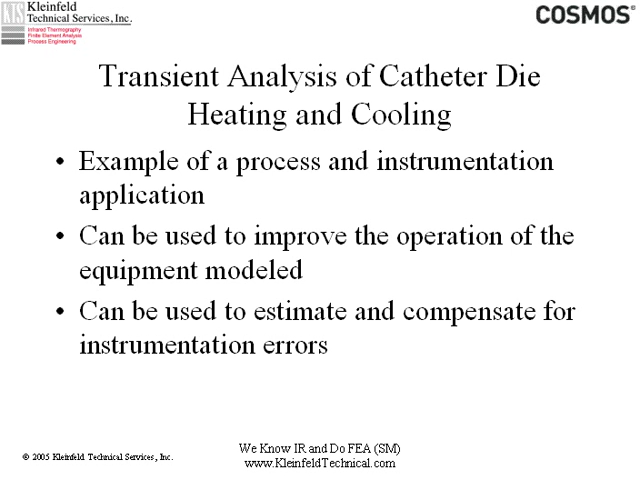 KTS
Kleinfeld
Technical Services, Inc.
Infrared Thermography
Finite Element Analysis
Process Engineering
COSMOS®
Transient Analysis of Catheter Die
Heating and Cooling
• Example of a process and instrumentation
application
• Can be used to improve the operation of the
equipment modeled
• Can be used to estimate and compensate for
instrumentation errors
© 2005 Kleinfeld Technical Services, Inc.
We Know IR and Do FEA (SM)
www.KleinfeldTechnical.com